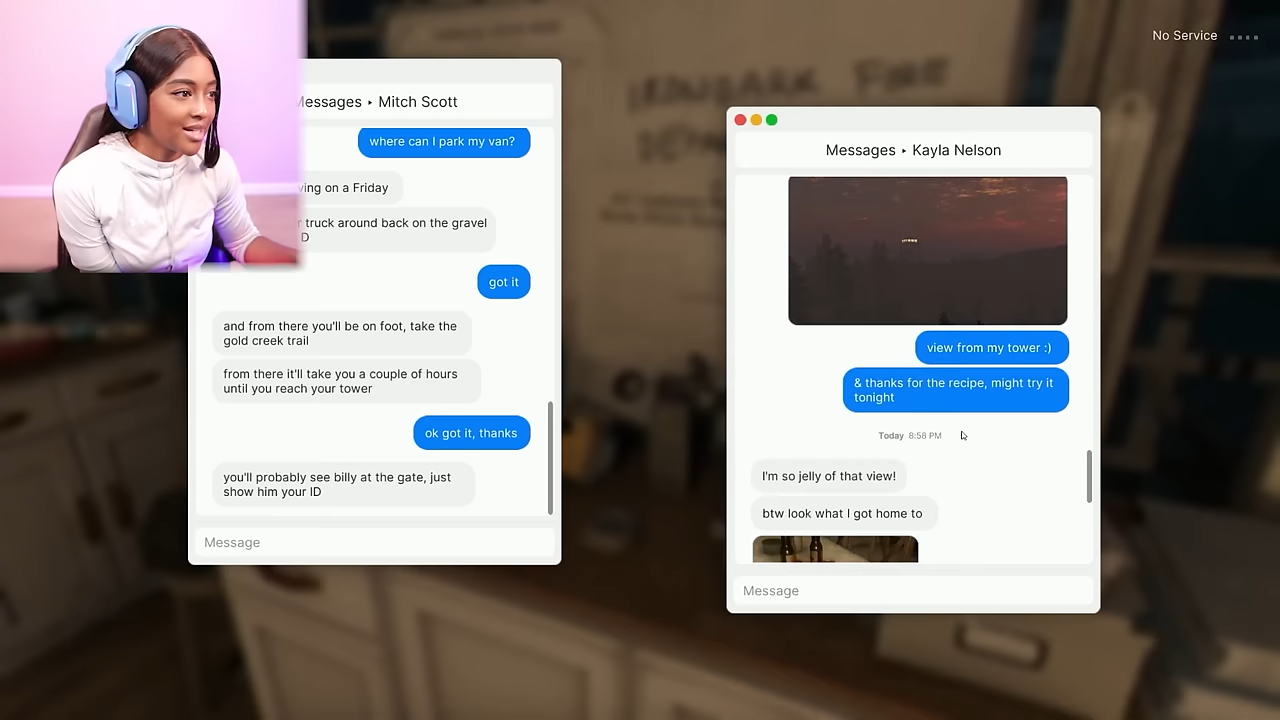 No Service
Messages ▸ Mitch Scott
where can I park my van?
ving on a Friday
truck around back on the gravel
D
got it
and from there you'll be on foot, take the
gold creek trail
from there it'll take you a couple of hours
until you reach your tower
ok got it, thanks
you'll probably see billy at the gate, just
show him your ID
Message
Messages ▸ Kayla Nelson
view from my tower :)
& thanks for the recipe, might try it
tonight
Today 8:58 PM
I'm so jelly of that view!
btw look what I got home to
Message
IRONBARK FIRE